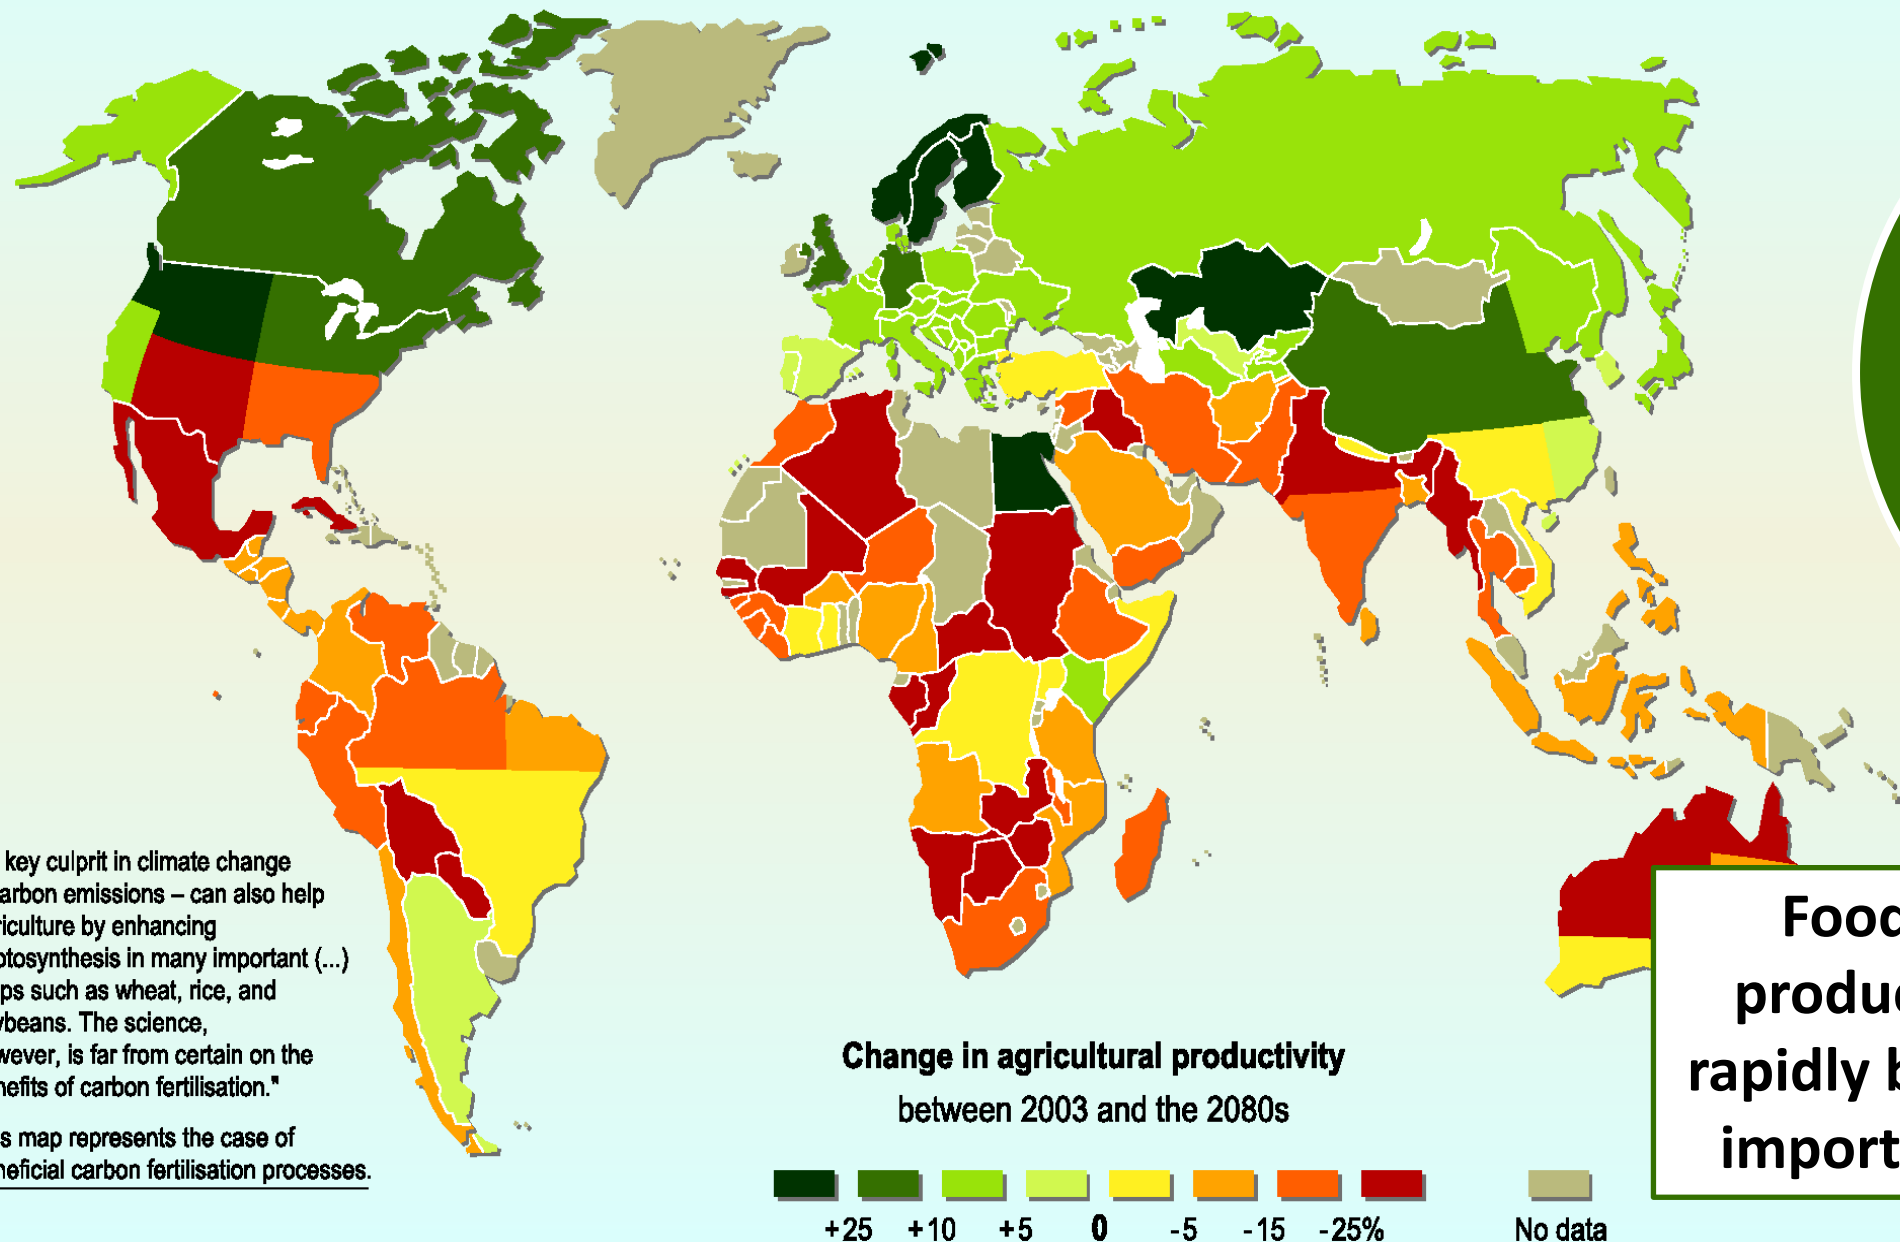 key culprit in climate change
arbon emissions – can also help
riculture by enhancing
otosynthesis in many important (...)
ps such as wheat, rice, and
ybeans. The science,
wever, is far from certain on the
nefits of carbon fertilisation."
s map represents the case of
neficial carbon fertilisation processes.
Change in agricultural productivity
between 2003 and the 2080s
+25 +10 +5 0 -5 -15 -25%
No data
Food
produc
rapidly b
import